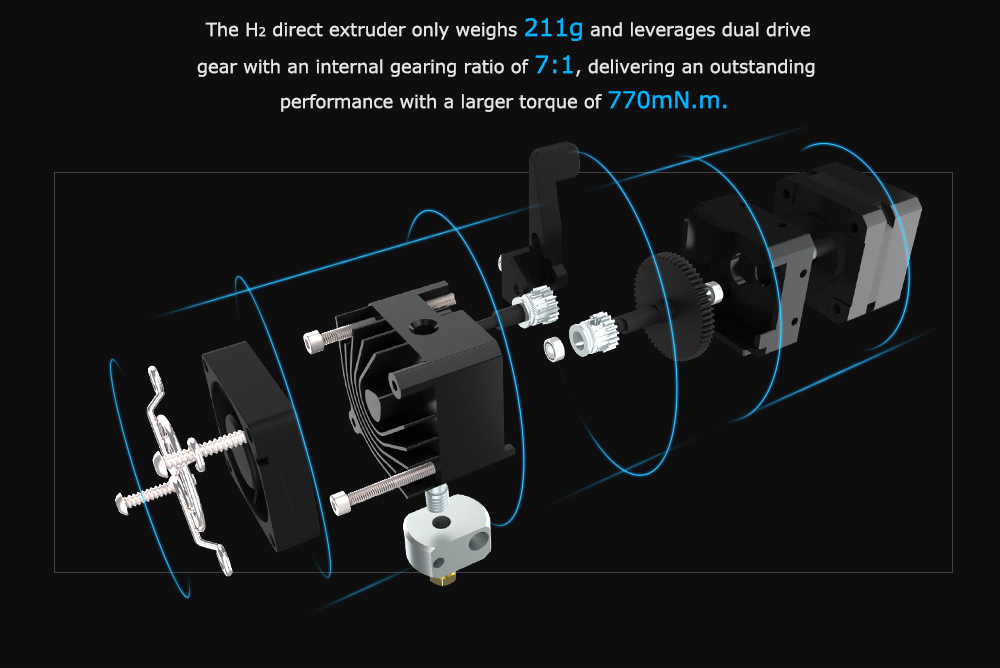 The H2 direct extruder only weighs 211g and leverages dual drive
gear with an internal gearing ratio of 7:1, delivering an outstanding
performance with a larger torque of 770mN.m.